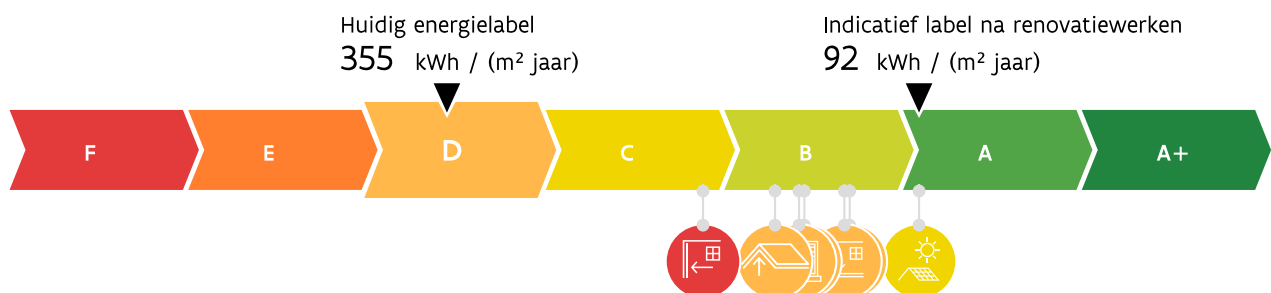 Huidig energielabel
355 kWh / (m² jaar)
Indicatief label na renovatiewerken
92 kWh / (m² jaar)
F E D C B A A+